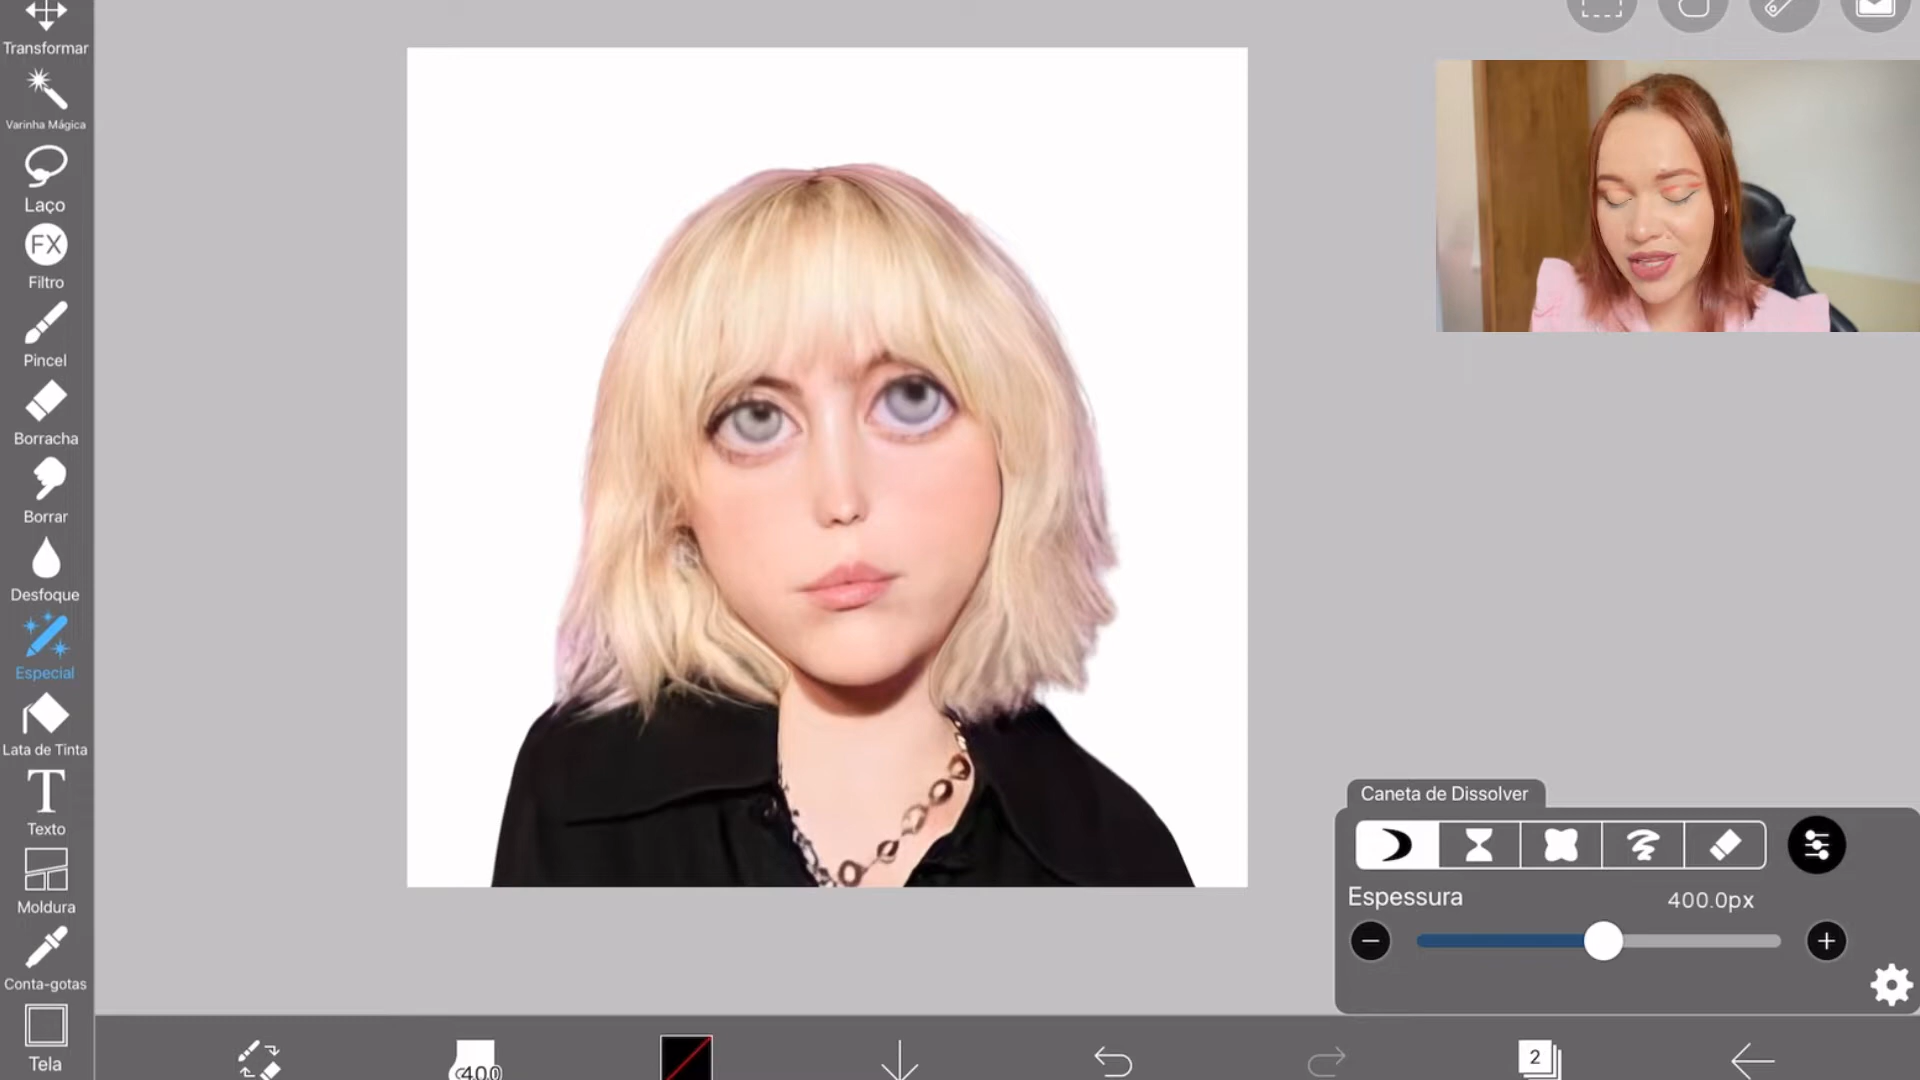 Transformar
Varinha Mágica
Laço
FX
Filtro
Pincel
Borracha
Borrar
Desfoque
Especial
Lata de Tinta
T
Texto
Moldura
Conta-gotas
Tela
Caneta de Dissolver
Espessura
400.0px
400
2